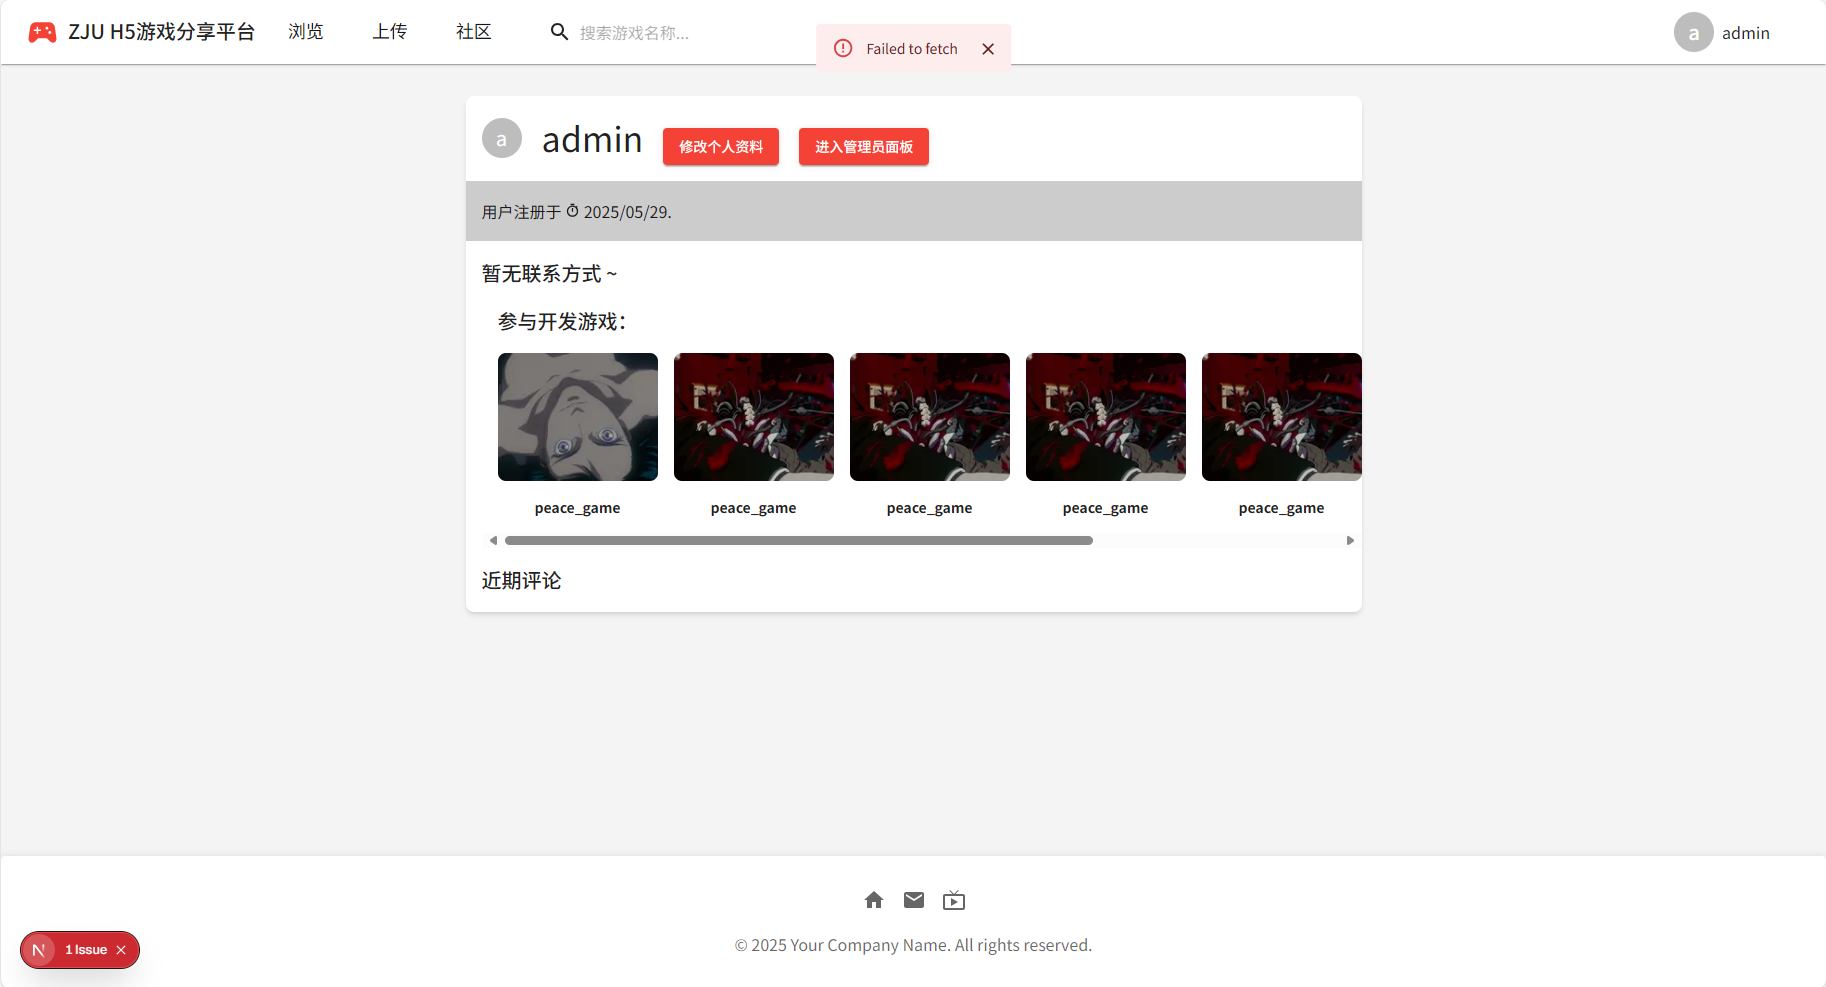 ZJU H5游戏分享平台 浏览 上传 社区 搜索游戏名称... Failed to fetch a admin
a admin 修改个人资料 进入管理员面板
用户注册于 2025/05/29.
暂无联系方式 ~
参与开发游戏：
peace_game peace_game peace_game peace_game peace_game
近期评论
© 2025 Your Company Name. All rights reserved.
N 1 Issue